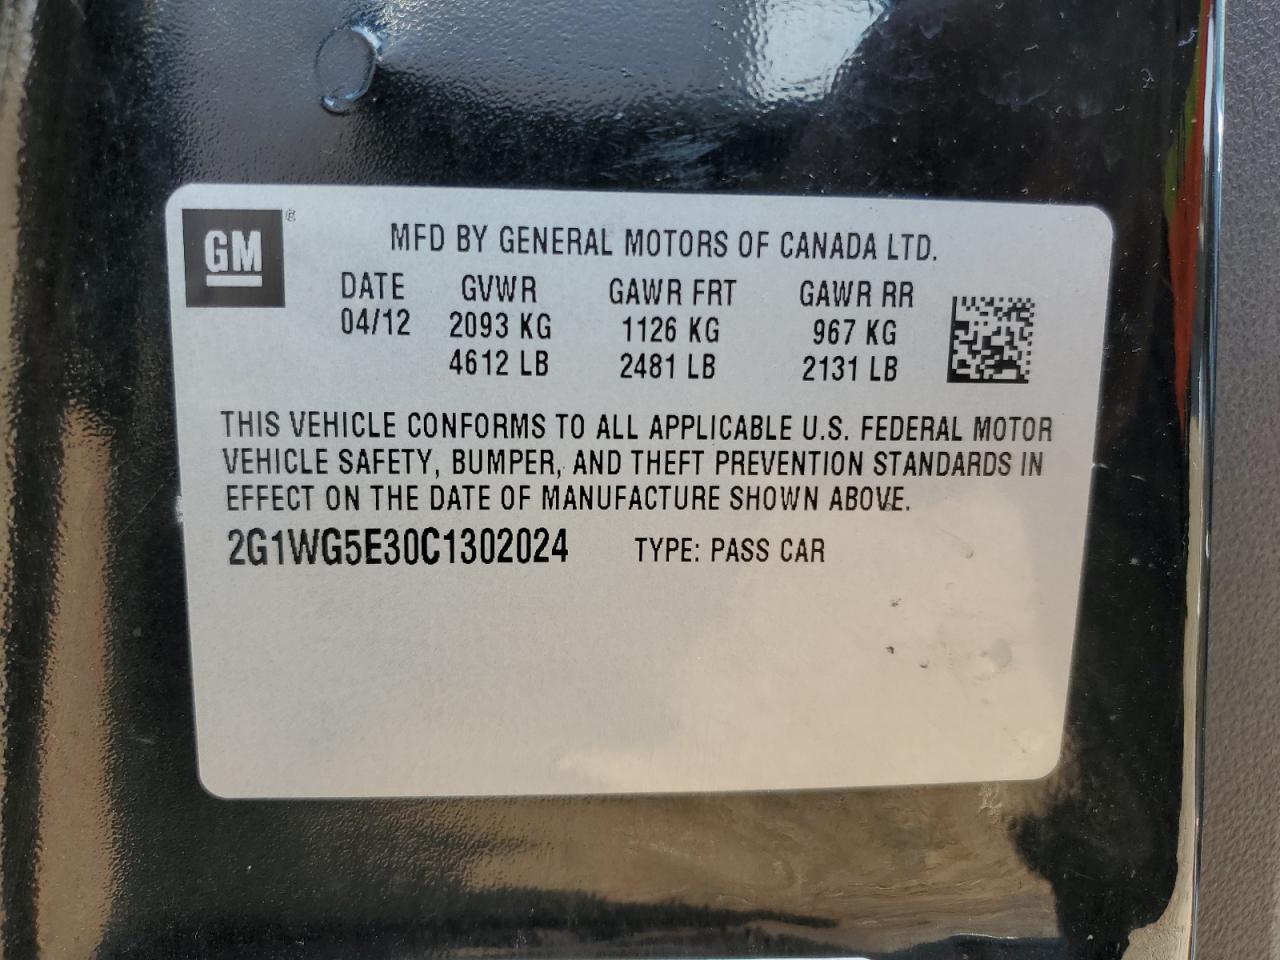 GM ®
MFD BY GENERAL MOTORS OF CANADA LTD.
DATE GVWR GAWR FRT GAWR RR
04/12 2093 KG 1126 KG 967 KG
4612 LB 2481 LB 2131 LB
THIS VEHICLE CONFORMS TO ALL APPLICABLE U.S. FEDERAL MOTOR
VEHICLE SAFETY, BUMPER, AND THEFT PREVENTION STANDARDS IN
EFFECT ON THE DATE OF MANUFACTURE SHOWN ABOVE.
2G1WG5E30C1302024 TYPE: PASS CAR